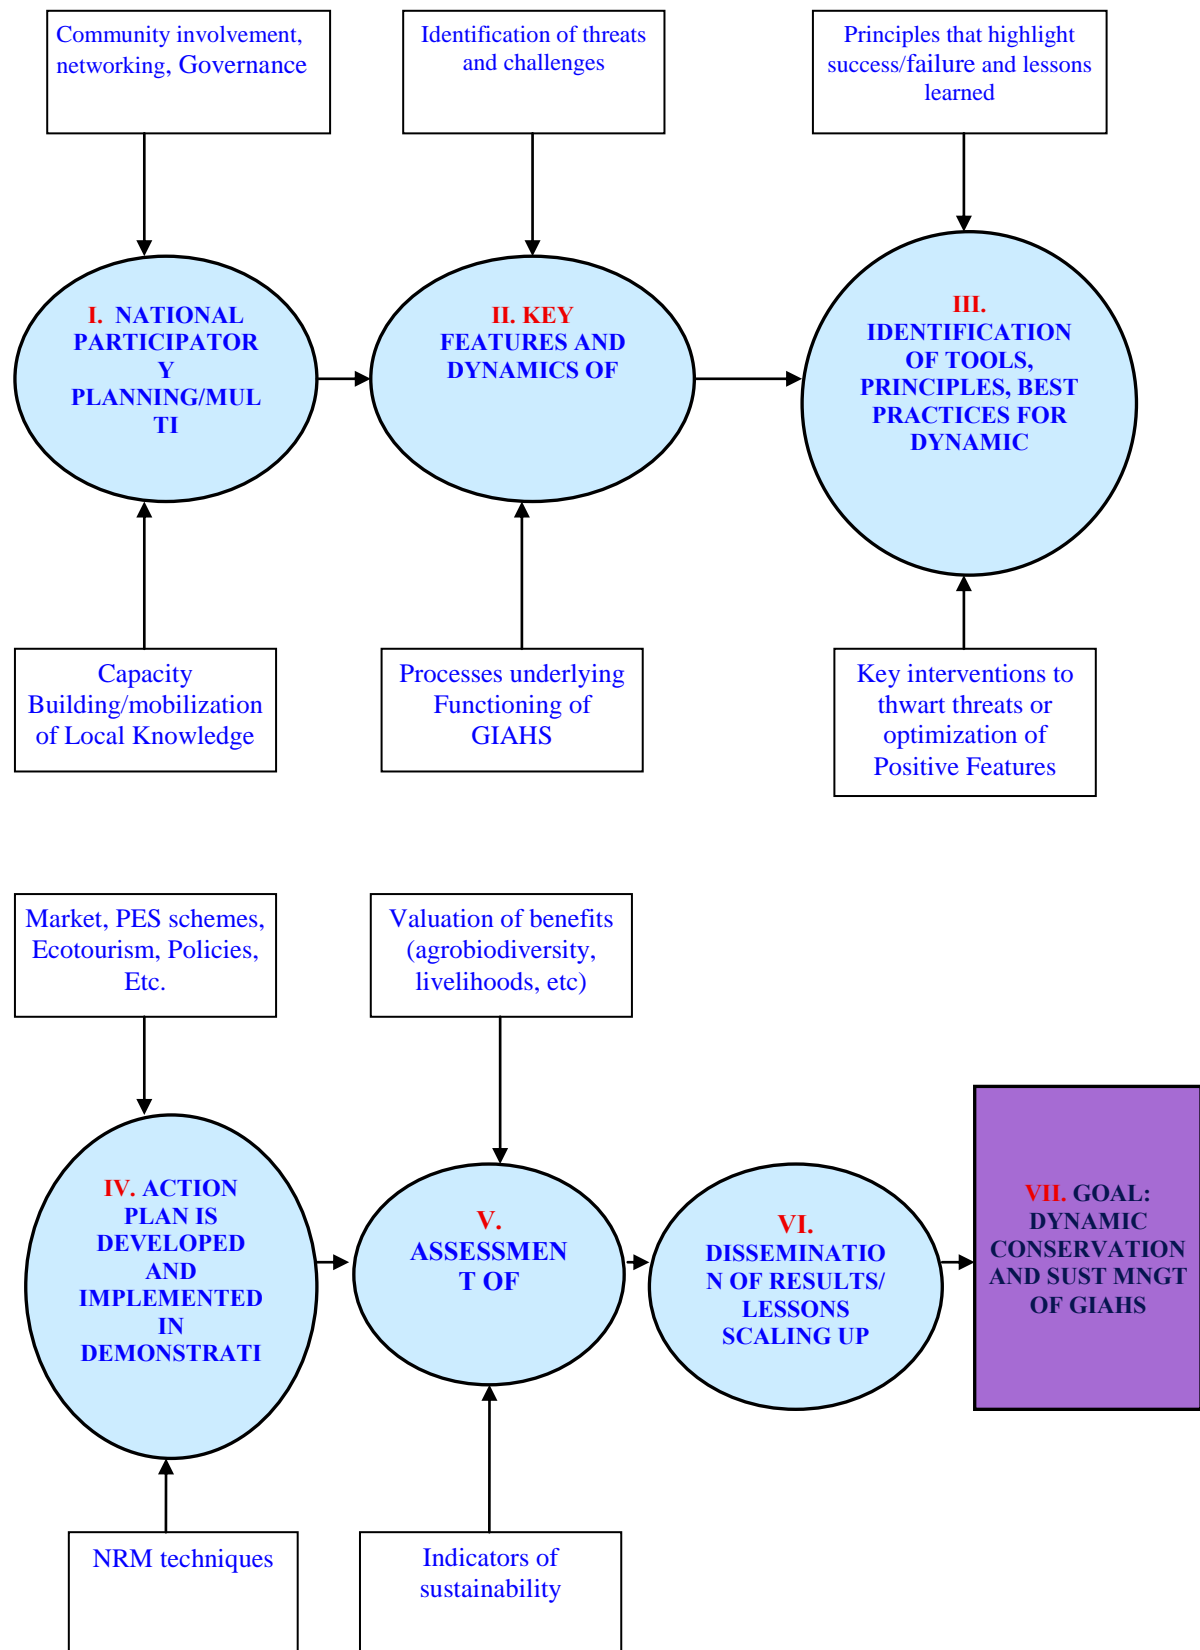 Community involvement,
networking, Governance
Identification of threats
and challenges
Principles that highlight
success/failure and lessons
learned
I. NATIONAL
PARTICIPATOR
Y
PLANNING/MUL
TI
II. KEY
FEATURES AND
DYNAMICS OF
III.
IDENTIFICATION
OF TOOLS,
PRINCIPLES, BEST
PRACTICES FOR
DYNAMIC
Capacity
Building/mobilization
of Local Knowledge
Processes underlying
Functioning of
GIAHS
Key interventions to
thwart threats or
optimization of
Positive Features
Market, PES schemes,
Ecotourism, Policies,
Etc.
Valuation of benefits
(agrobiodiversity,
livelihoods, etc)
IV. ACTION
PLAN IS
DEVELOPED
AND
IMPLEMENTED
IN
DEMONSTRATI
V.
ASSESSMEN
T OF
VI.
DISSEMINATIO
N OF RESULTS/
LESSONS
SCALING UP
VII. GOAL:
DYNAMIC
CONSERVATION
AND SUST MNGT
OF GIAHS
NRM techniques
Indicators of
sustainability